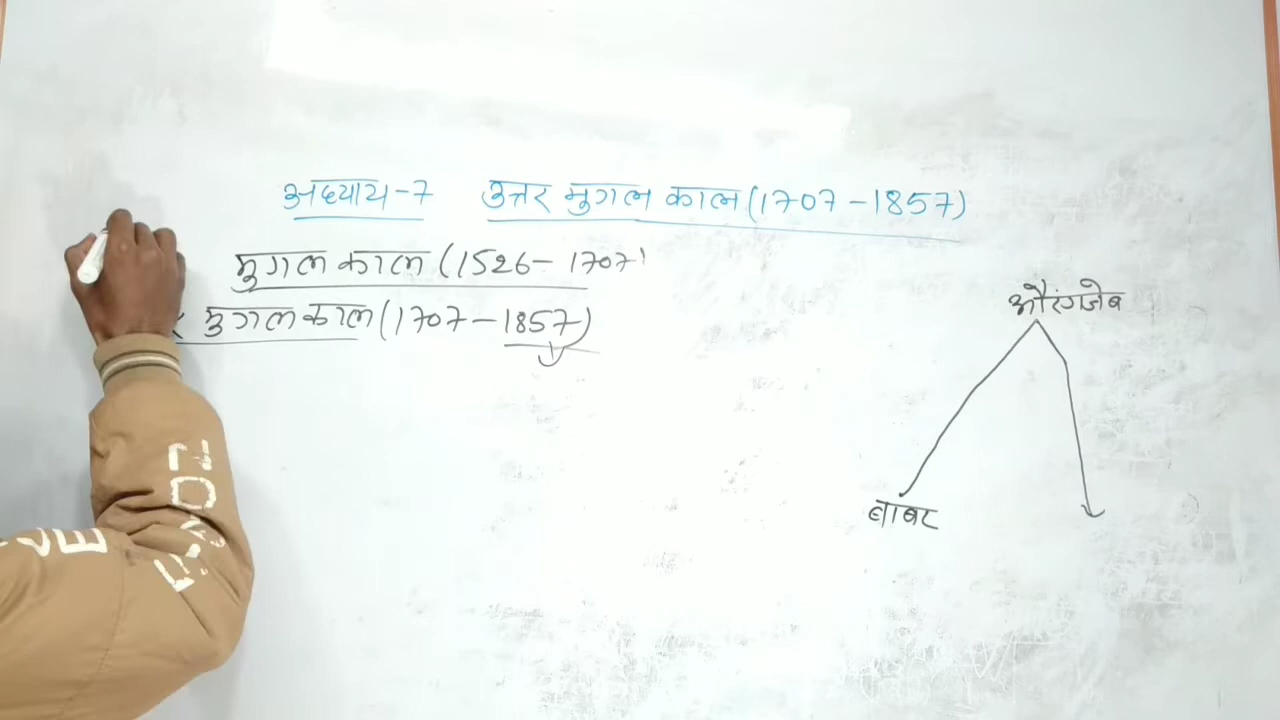 अध्याय-7 उत्तर मुगल काल (1707-1857)
मुगल काल (1526- 1707)
र मुगल काल (1707-1857)
औरंगजेब
बाबर